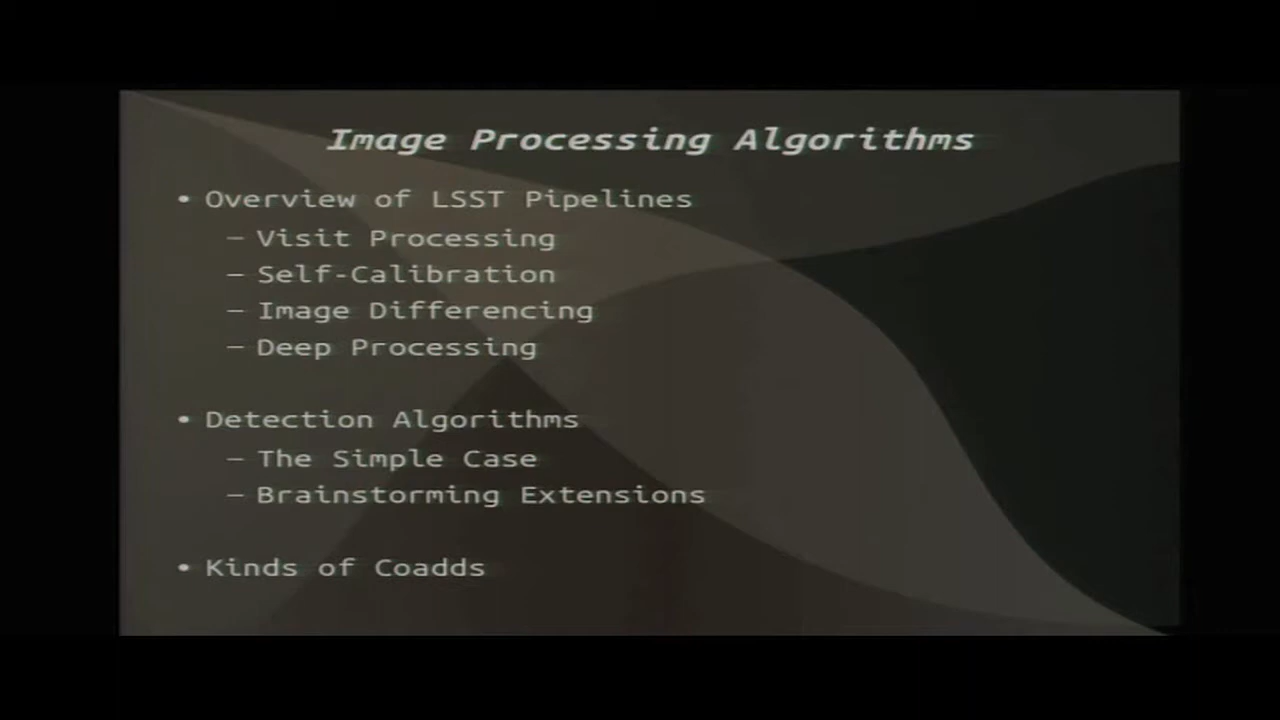 Image Processing Algorithms
• Overview of LSST Pipelines
– Visit Processing
– Self-Calibration
– Image Differencing
– Deep Processing
• Detection Algorithms
– The Simple Case
– Brainstorming Extensions
• Kinds of Coadds